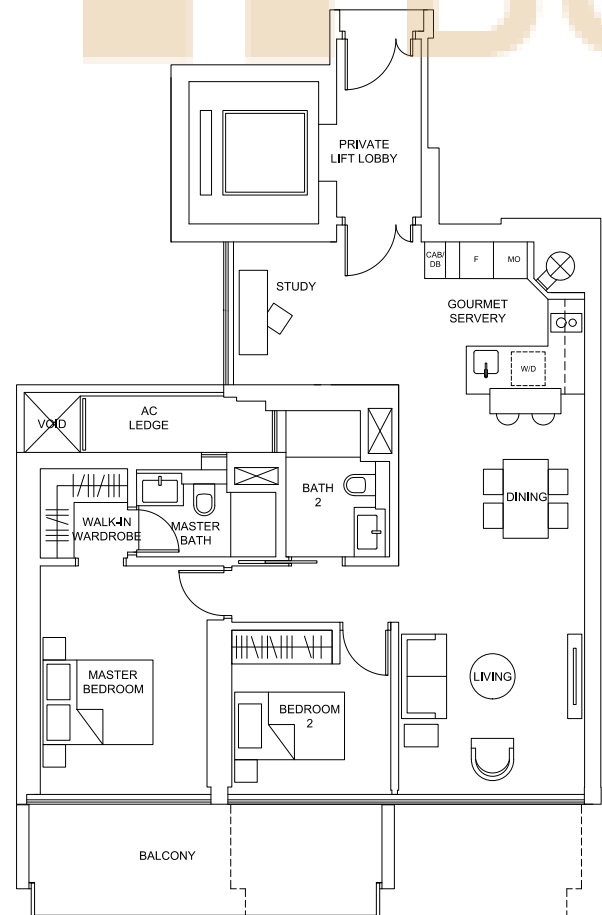 PRIVATE
LIFT LOBBY
CAB/
DB
F
MO
STUDY
GOURMET
SERVERY
W/D
VOID
AC
LEDGE
BATH
2
DINING
WALK-IN
WARDROBE
MASTER
BATH
MASTER
BEDROOM
LIVING
BEDROOM
2
BALCONY